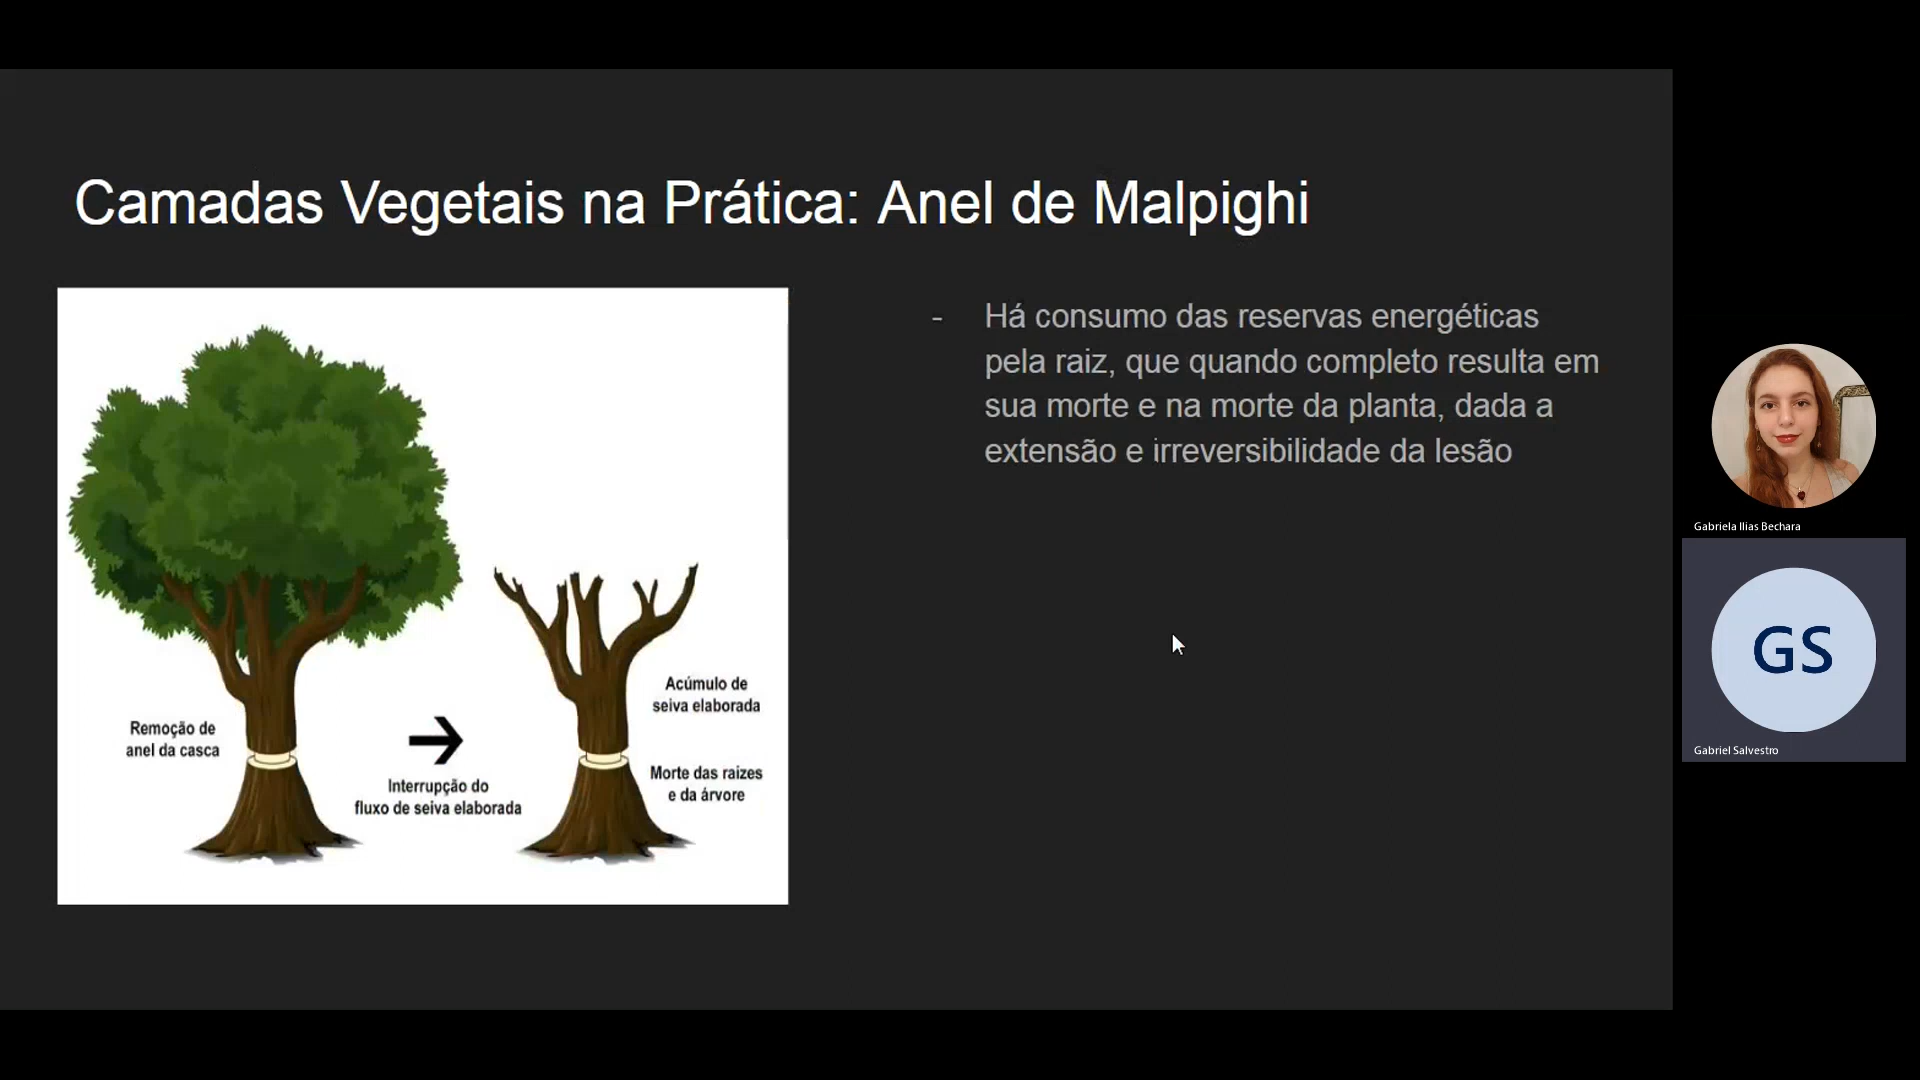 Camadas Vegetais na Prática: Anel de Malpighi
- Há consumo das reservas energéticas
pela raiz, que quando completo resulta em
sua morte e na morte da planta, dada a
extensão e irreversibilidade da lesão
Remoção de
anel da casca
Interrupção do
fluxo de seiva elaborada
Acúmulo de
seiva elaborada
Morte das raizes
e da árvore
Gabriela Ilias Bechara
GS
Gabriel Salvestro